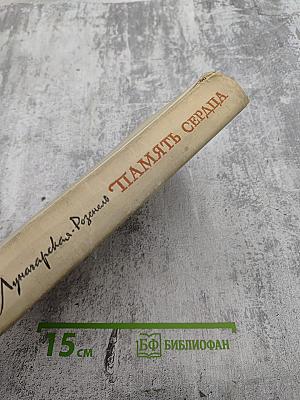 Луначарская-Розенель ПАМЯТЬ СЕРДЦА
15 см БФ БИБЛИОФАН